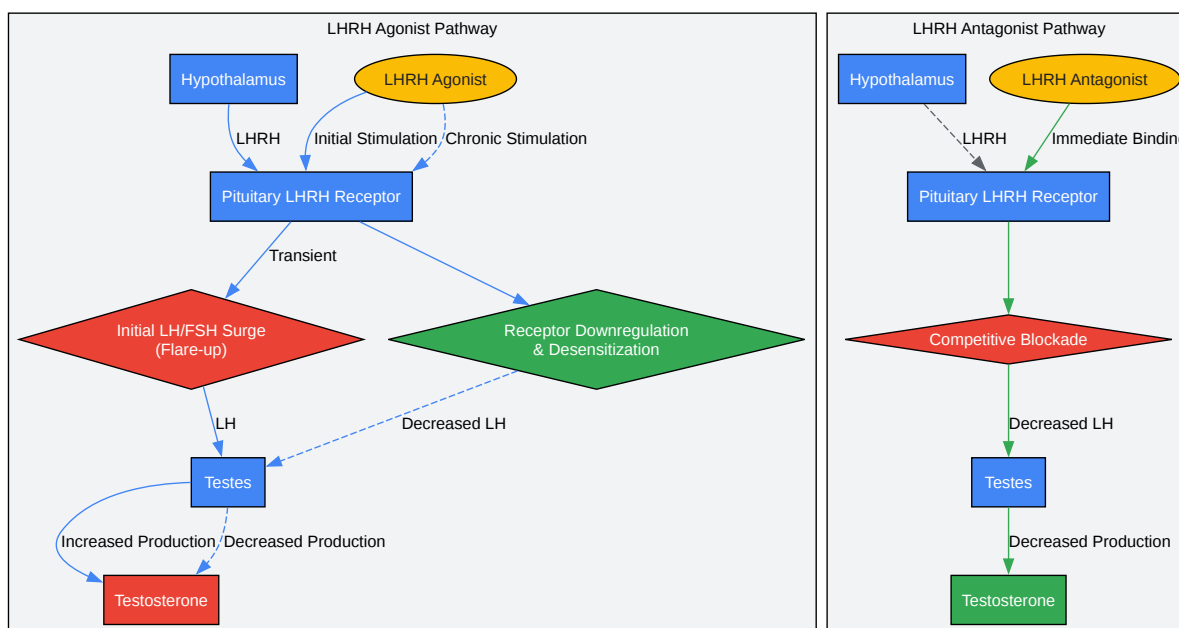 LHRH Agonist Pathway
Hypothalamus
LHRH Agonist
LHRH
Initial Stimulation
Chronic Stimulation
Pituitary LHRH Receptor
Transient
Initial LH/FSH Surge
(Flare-up)
Receptor Downregulation
& Desensitization
LH
Decreased LH
Testes
Increased Production
Decreased Production
Testosterone
LHRH Antagonist Pathway
Hypothalamus
LHRH Antagonist
LHRH
Immediate Binding
Pituitary LHRH Receptor
Competitive Blockade
Decreased LH
Testes
Decreased Production
Testosterone